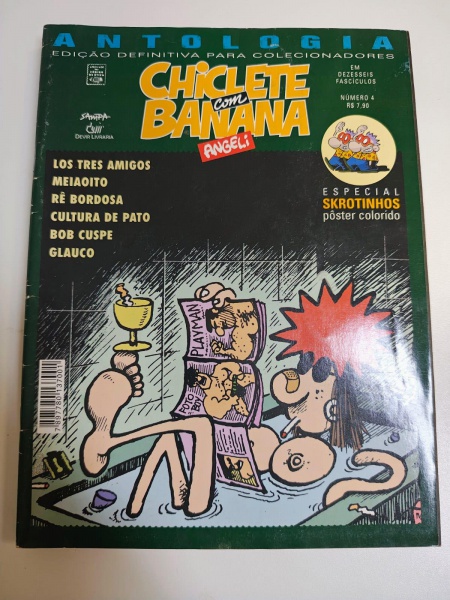 ANTOLOGIA
EDIÇÃO DEFINITIVA PARA COLECIONADORES
CHiCLETE
com
BANANA
ANGELi
EM
DEZESSEIS
FASCÍCULOS
NÚMERO 4
R$ 7,90
SAMPA
DEVIR LIVRARIA
ESPECIAL
SKROTINHOS
pôster colorido
LOS TRES AMIGOS
MEIAOITO
RÊ BORDOSA
CULTURA DE PATO
BOB CUSPE
GLAUCO
PLAYMAN
FOTO